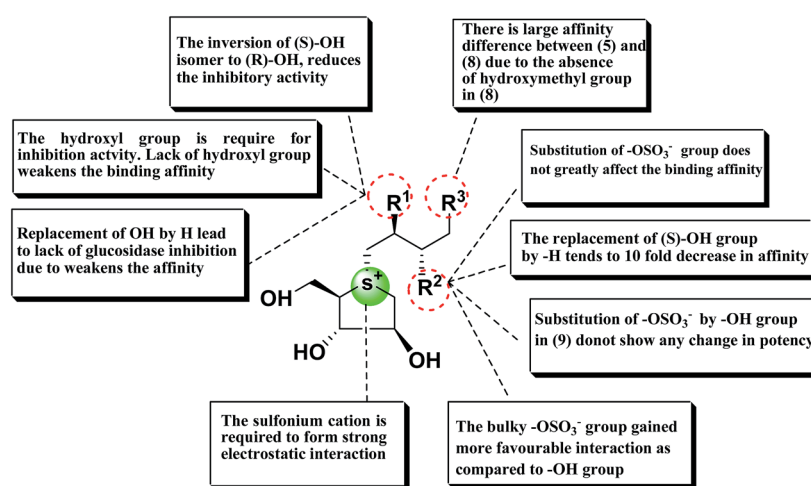 The inversion of (S)-OH
isomer to (R)-OH, reduces
the inhibitory activity
There is large affinity
difference between (5) and
(8) due to the absence
of hydroxymethyl group
in (8)
The hydroxyl group is require for
inhibition actvity. Lack of hydroxyl group
weakens the binding affinity
Substitution of -OSO₃⁻ group does
not greatly affect the binding affinity
R¹
R³
Replacement of OH by H lead
to lack of glucosidase inhibition
due to weakens the affinity
The replacement of (S)-OH group
by -H tends to 10 fold decrease in affinity
S⁺
R²
OH
HO
OH
Substitution of -OSO₃⁻ by -OH group
in (9) donot show any change in potency
The sulfonium cation is
required to form strong
electrostatic interaction
The bulky -OSO₃⁻ group gained
more favourable interaction as
compared to -OH group